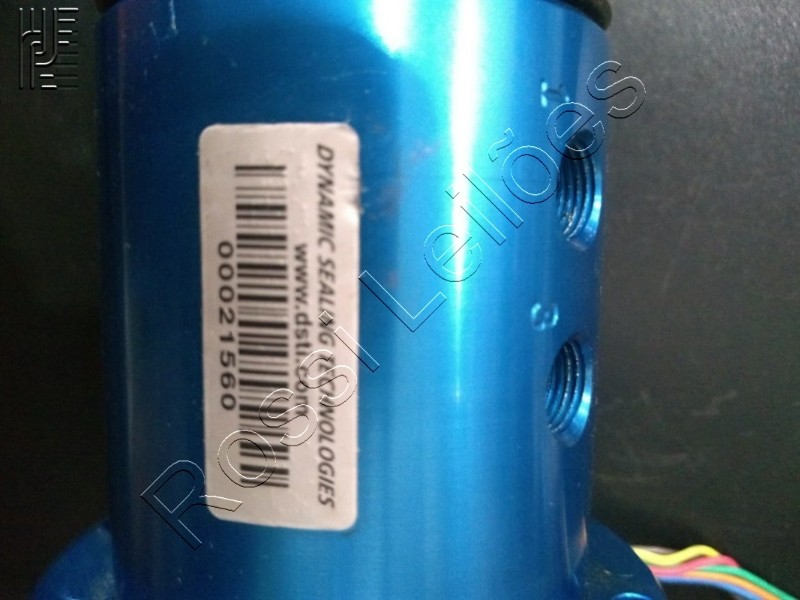 DYNAMIC SEALING TECHNOLOGIES
www.dsti.com
00021560
Rossi Leilões